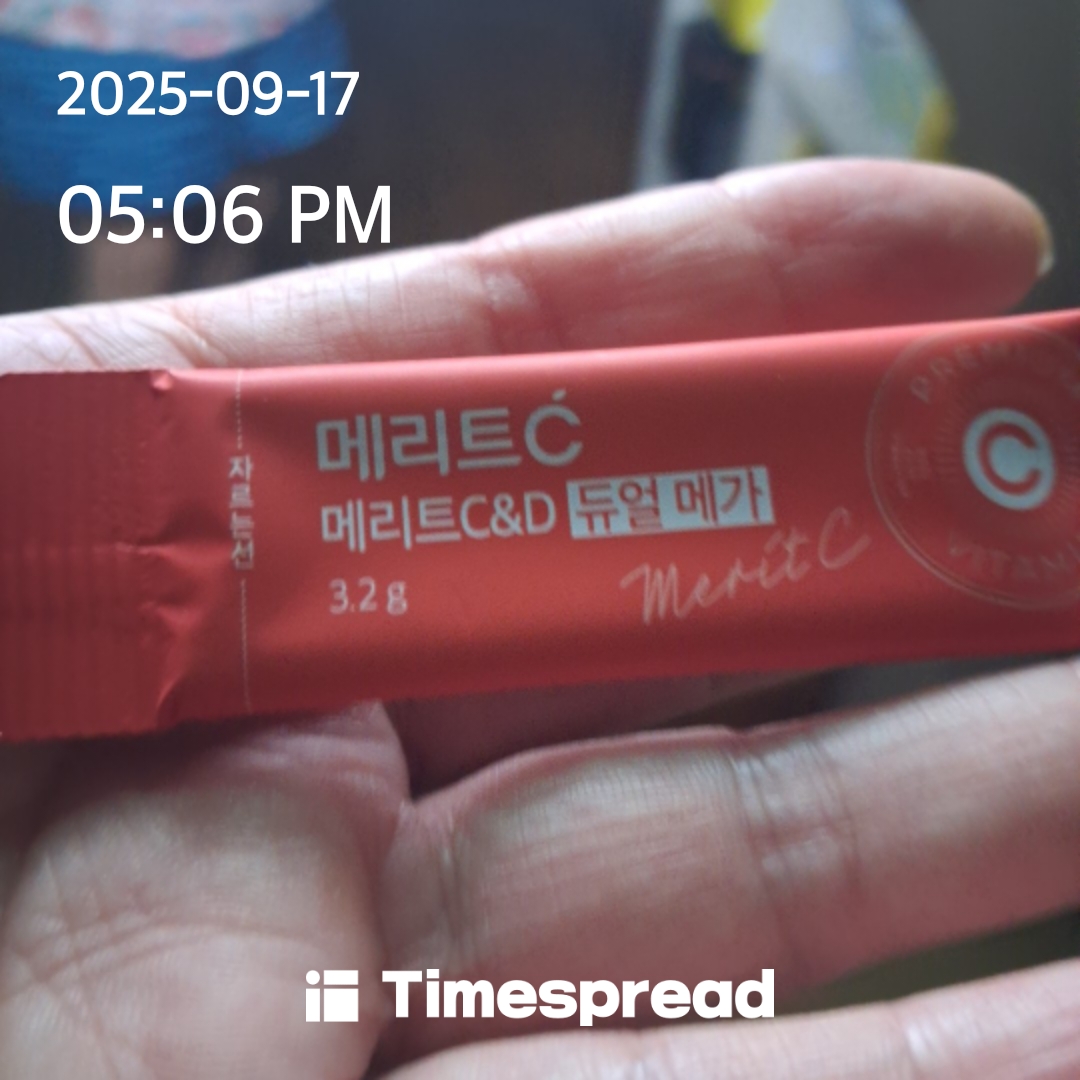 2025-09-17
05:06 PM
자르는선
메리트C
메리트C&D 듀얼 메가
3.2 g
Merit C
C
Timespread